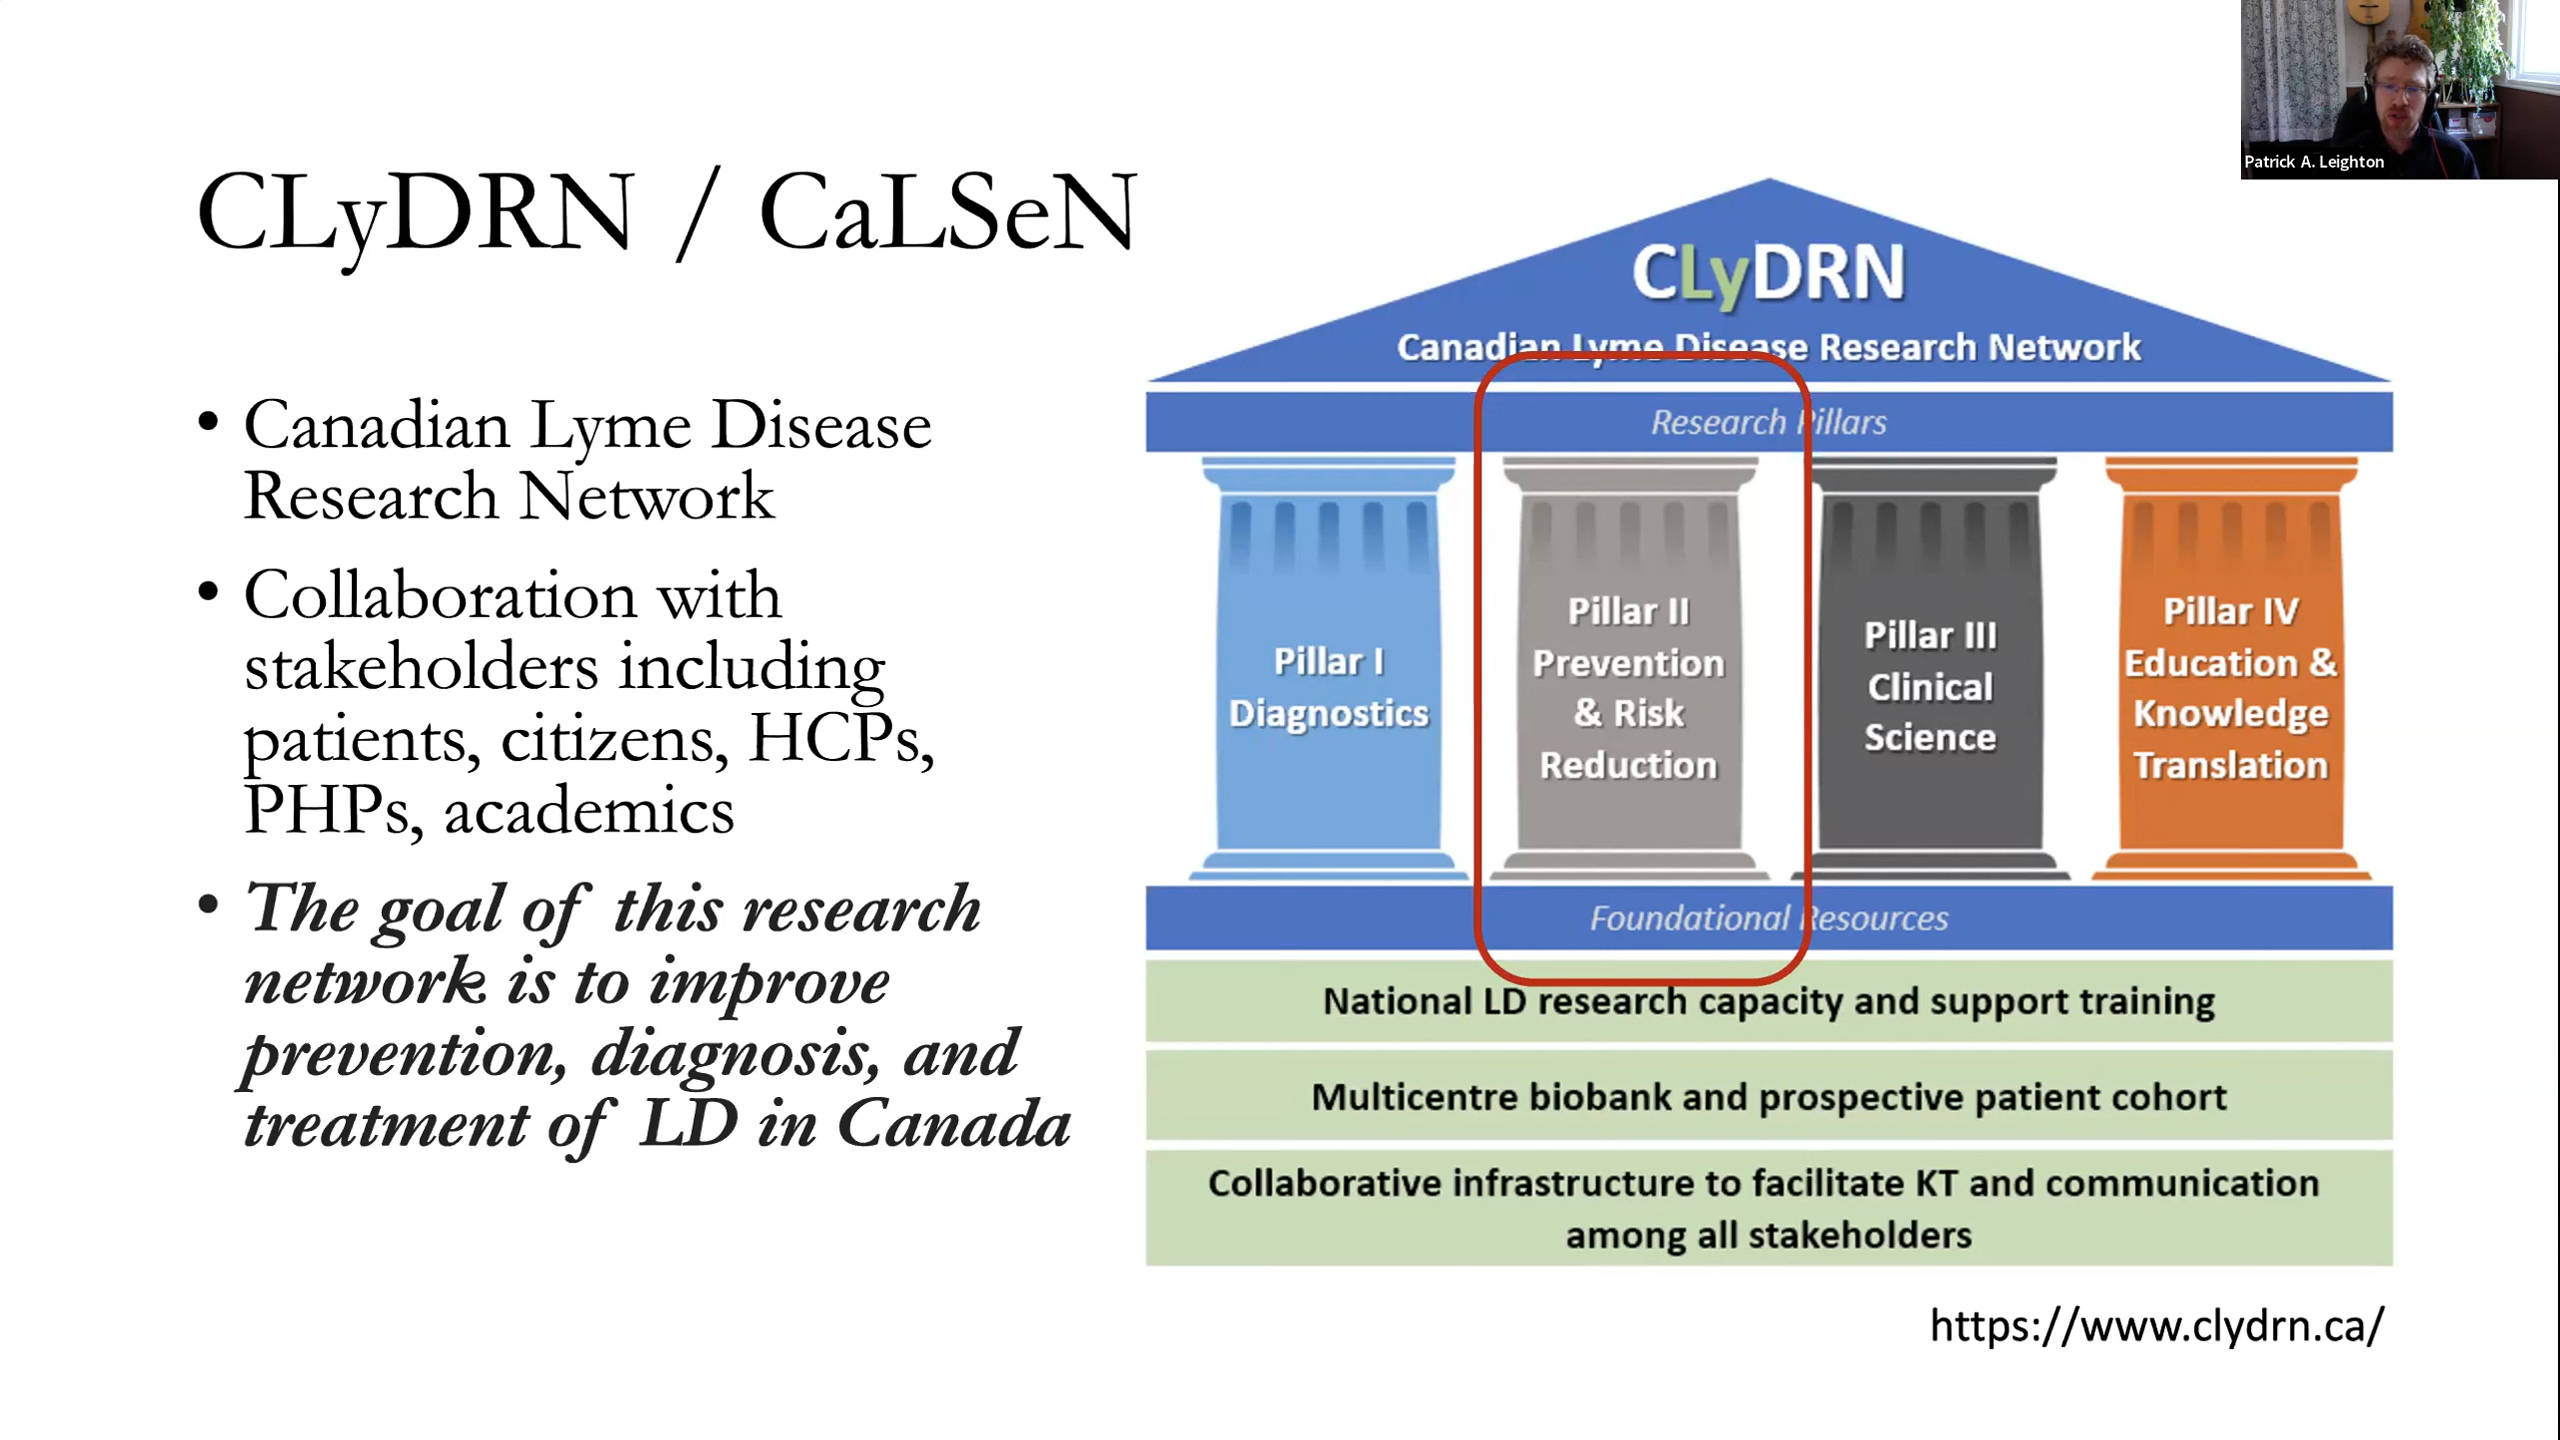 Patrick A. Leighton
CLyDRN / CaLSeN
• Canadian Lyme Disease
Research Network
• Collaboration with
stakeholders including
patients, citizens, HCPs,
PHPs, academics
• The goal of this research
network is to improve
prevention, diagnosis, and
treatment of LD in Canada
CLyDRN
Canadian Lyme Disease Research Network
Research Pillars
Pillar I
Diagnostics
Pillar II
Prevention
& Risk
Reduction
Pillar III
Clinical
Science
Pillar IV
Education &
Knowledge
Translation
Foundational Resources
National LD research capacity and support training
Multicentre biobank and prospective patient cohort
Collaborative infrastructure to facilitate KT and communication
among all stakeholders
https://www.clydrn.ca/